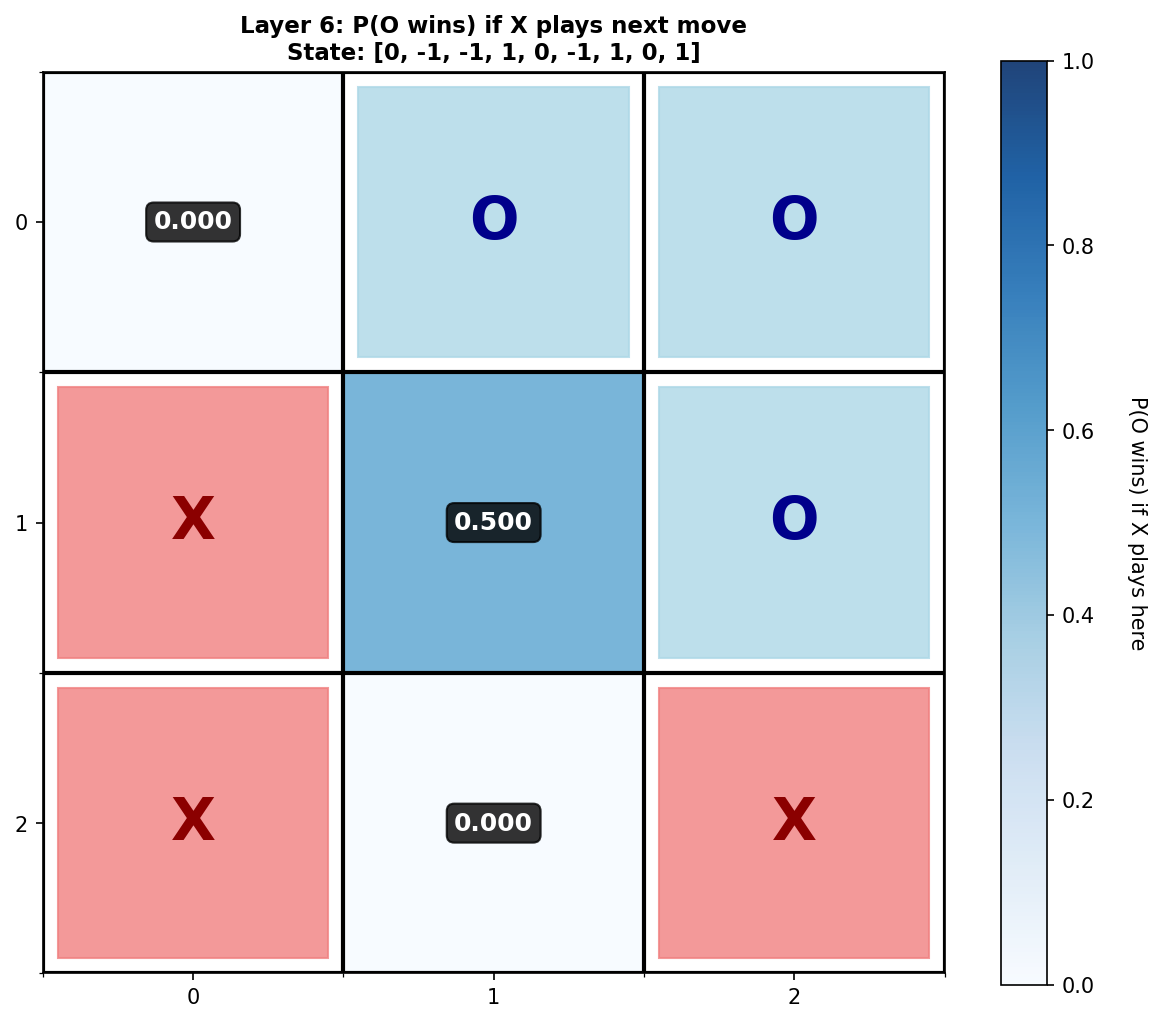 Layer 6: P(O wins) if X plays next move
State: [0, -1, -1, 1, 0, -1, 1, 0, 1]
0.000
O
O
X
0.500
O
X
0.000
X
0
1
2
0
1
2
1.0
0.8
0.6
0.4
0.2
0.0
P(O wins) if X plays here